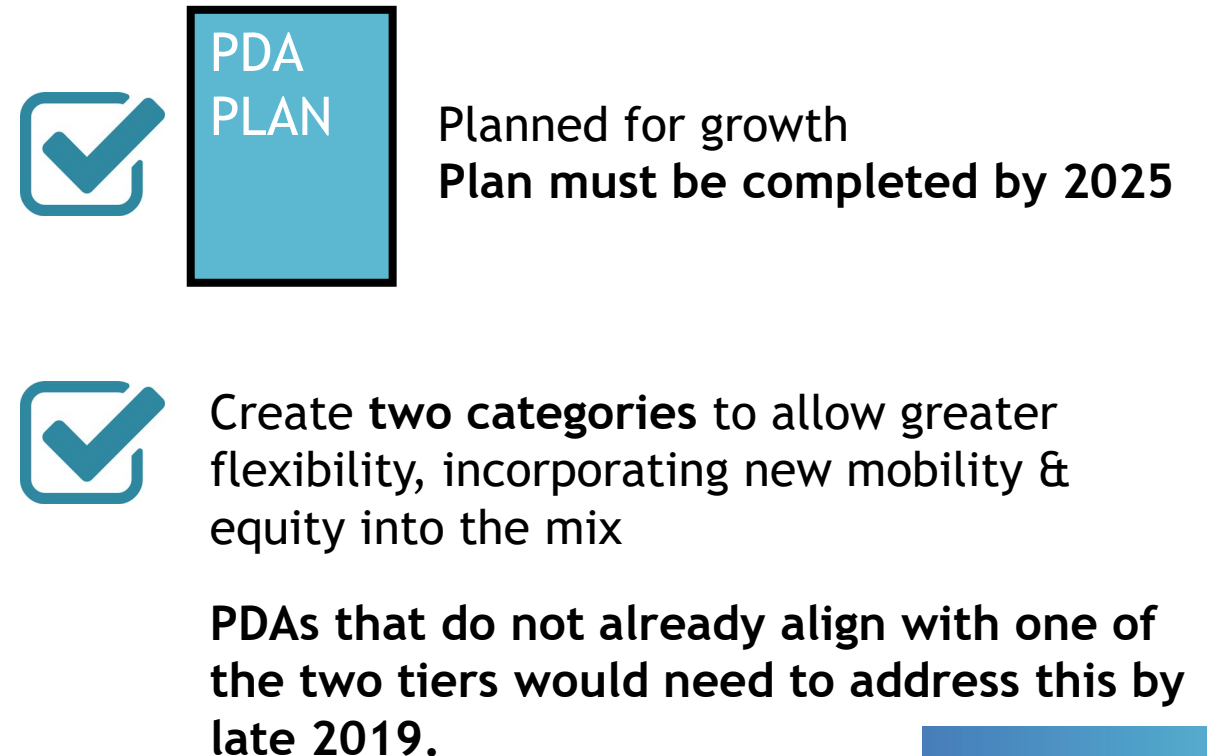 PDA
PLAN
Planned for growth
Plan must be completed by 2025
Create two categories to allow greater
flexibility, incorporating new mobility &
equity into the mix
PDAs that do not already align with one of
the two tiers would need to address this by
late 2019.